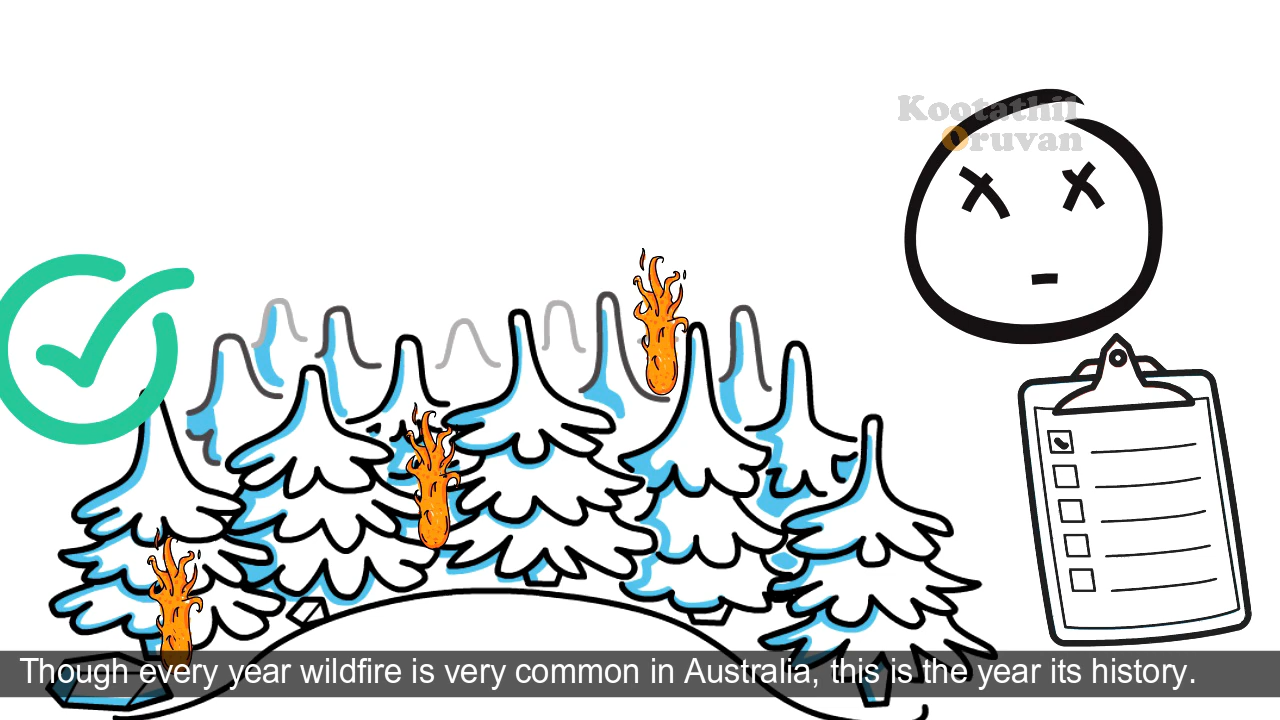 Kootathil
Oruvan
Though every year wildfire is very common in Australia, this is the year its history.